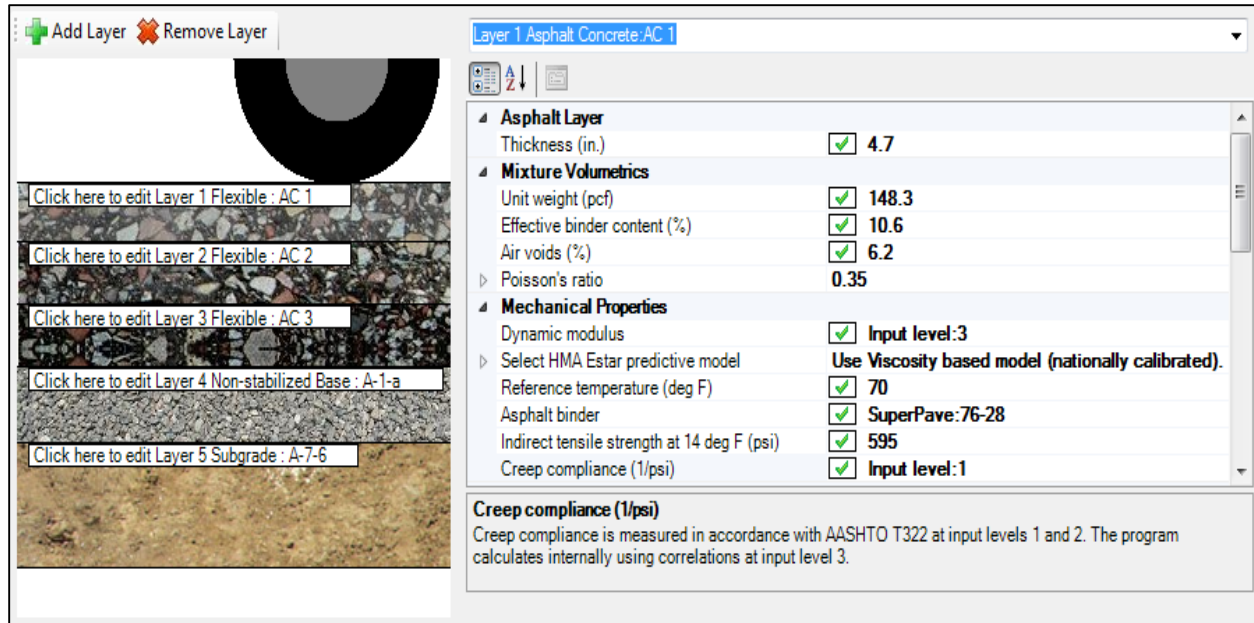 Add Layer Remove Layer
Click here to edit Layer 1 Flexible : AC 1
Click here to edit Layer 2 Flexible : AC 2
Click here to edit Layer 3 Flexible : AC 3
Click here to edit Layer 4 Non-stabilized Base : A-1-a
Click here to edit Layer 5 Subgrade : A-7-6
Layer 1 Asphalt Concrete:AC 1
Asphalt Layer
Thickness (in.) 4.7
Mixture Volumetrics
Unit weight (pcf) 148.3
Effective binder content (%) 10.6
Air voids (%) 6.2
Poisson's ratio 0.35
Mechanical Properties
Dynamic modulus Input level:3
Select HMA Estar predictive model Use Viscosity based model (nationally calibrated).
Reference temperature (deg F) 70
Asphalt binder SuperPave:76-28
Indirect tensile strength at 14 deg F (psi) 595
Creep compliance (1/psi) Input level:1
Creep compliance (1/psi)
Creep compliance is measured in accordance with AASHTO T322 at input levels 1 and 2. The program
calculates internally using correlations at input level 3.